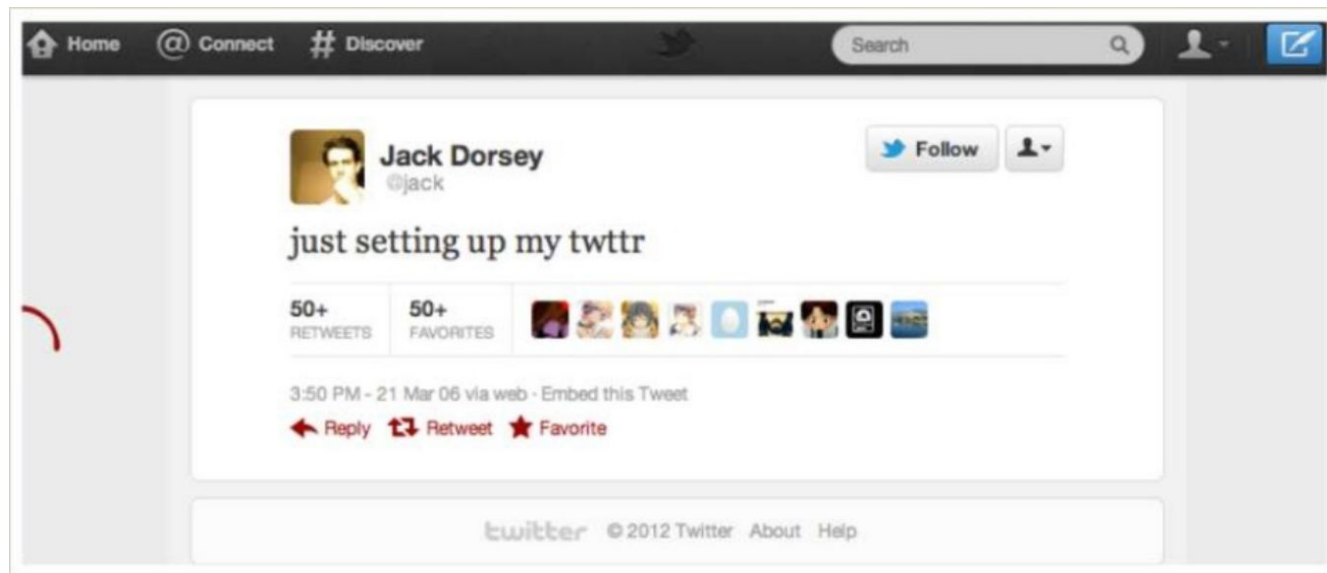 Home @ Connect # Discover Search
Jack Dorsey Follow
@jack
just setting up my twttr
50+ 50+
RETWEETS FAVORITES
3:50 PM - 21 Mar 06 via web · Embed this Tweet
Reply Retweet Favorite
twitter © 2012 Twitter About Help